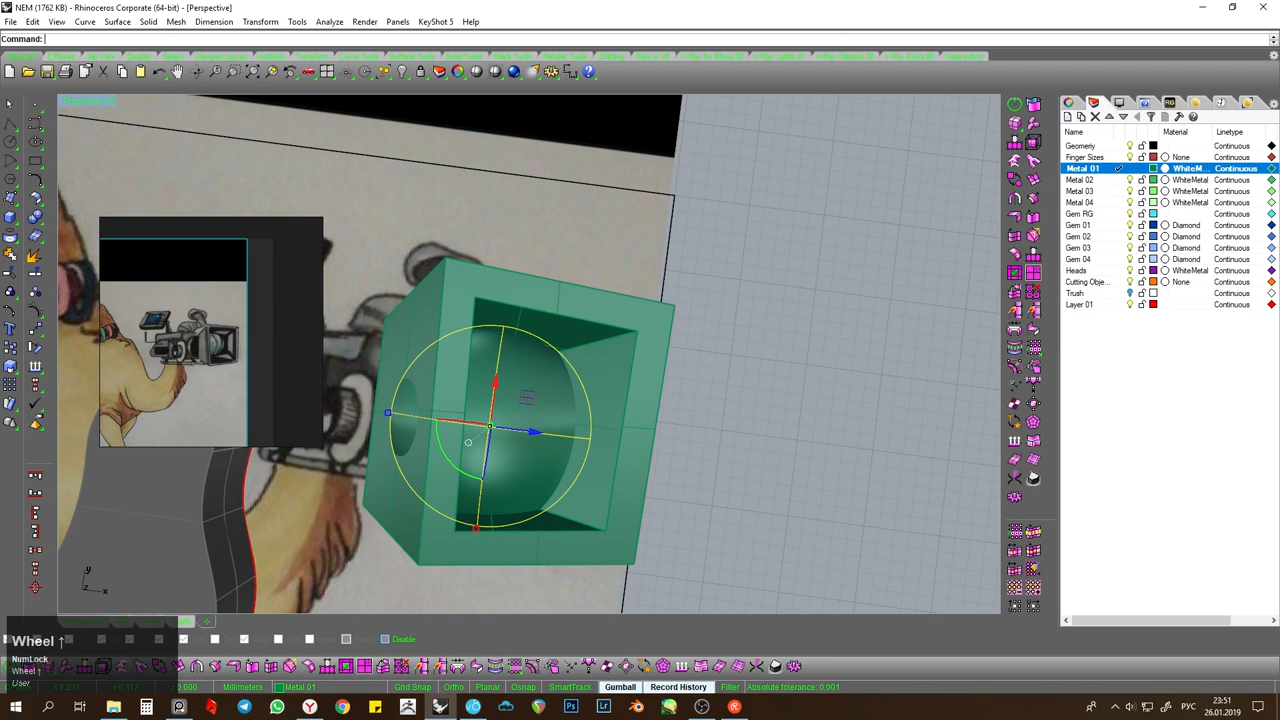 NEM (1762 KB) - Rhinoceros Corporate (64-bit) - [Perspective]
File Edit View Curve Surface Solid Mesh Dimension Transform Tools Analyze Render Panels KeyShot 5 Help
Command:
Name Material Linetype
Geomeriy Continuous
Finger Sizes None Continuous
Metal 01 WhiteM... Continuous
Metal 02 WhiteMetal Continuous
Metal 03 WhiteMetal Continuous
Metal 04 WhiteMetal Continuous
Gem RG Continuous
Gem 01 Diamond Continuous
Gem 02 Diamond Continuous
Gem 03 Diamond Continuous
Gem 04 Diamond Continuous
Heads WhiteMetal Continuous
Cutting Obje... None Continuous
Trush Continuous
Layer 01 Continuous
y
z x
Wheel ↑
NumLock
Wheel ↑
User
Disable
Millimeters Metal 01 Grid Snap Ortho Planar Osnap SmartTrack Gumball Record History Filter Absolute tolerance: 0.001
РУС
23:51
26.01.2019